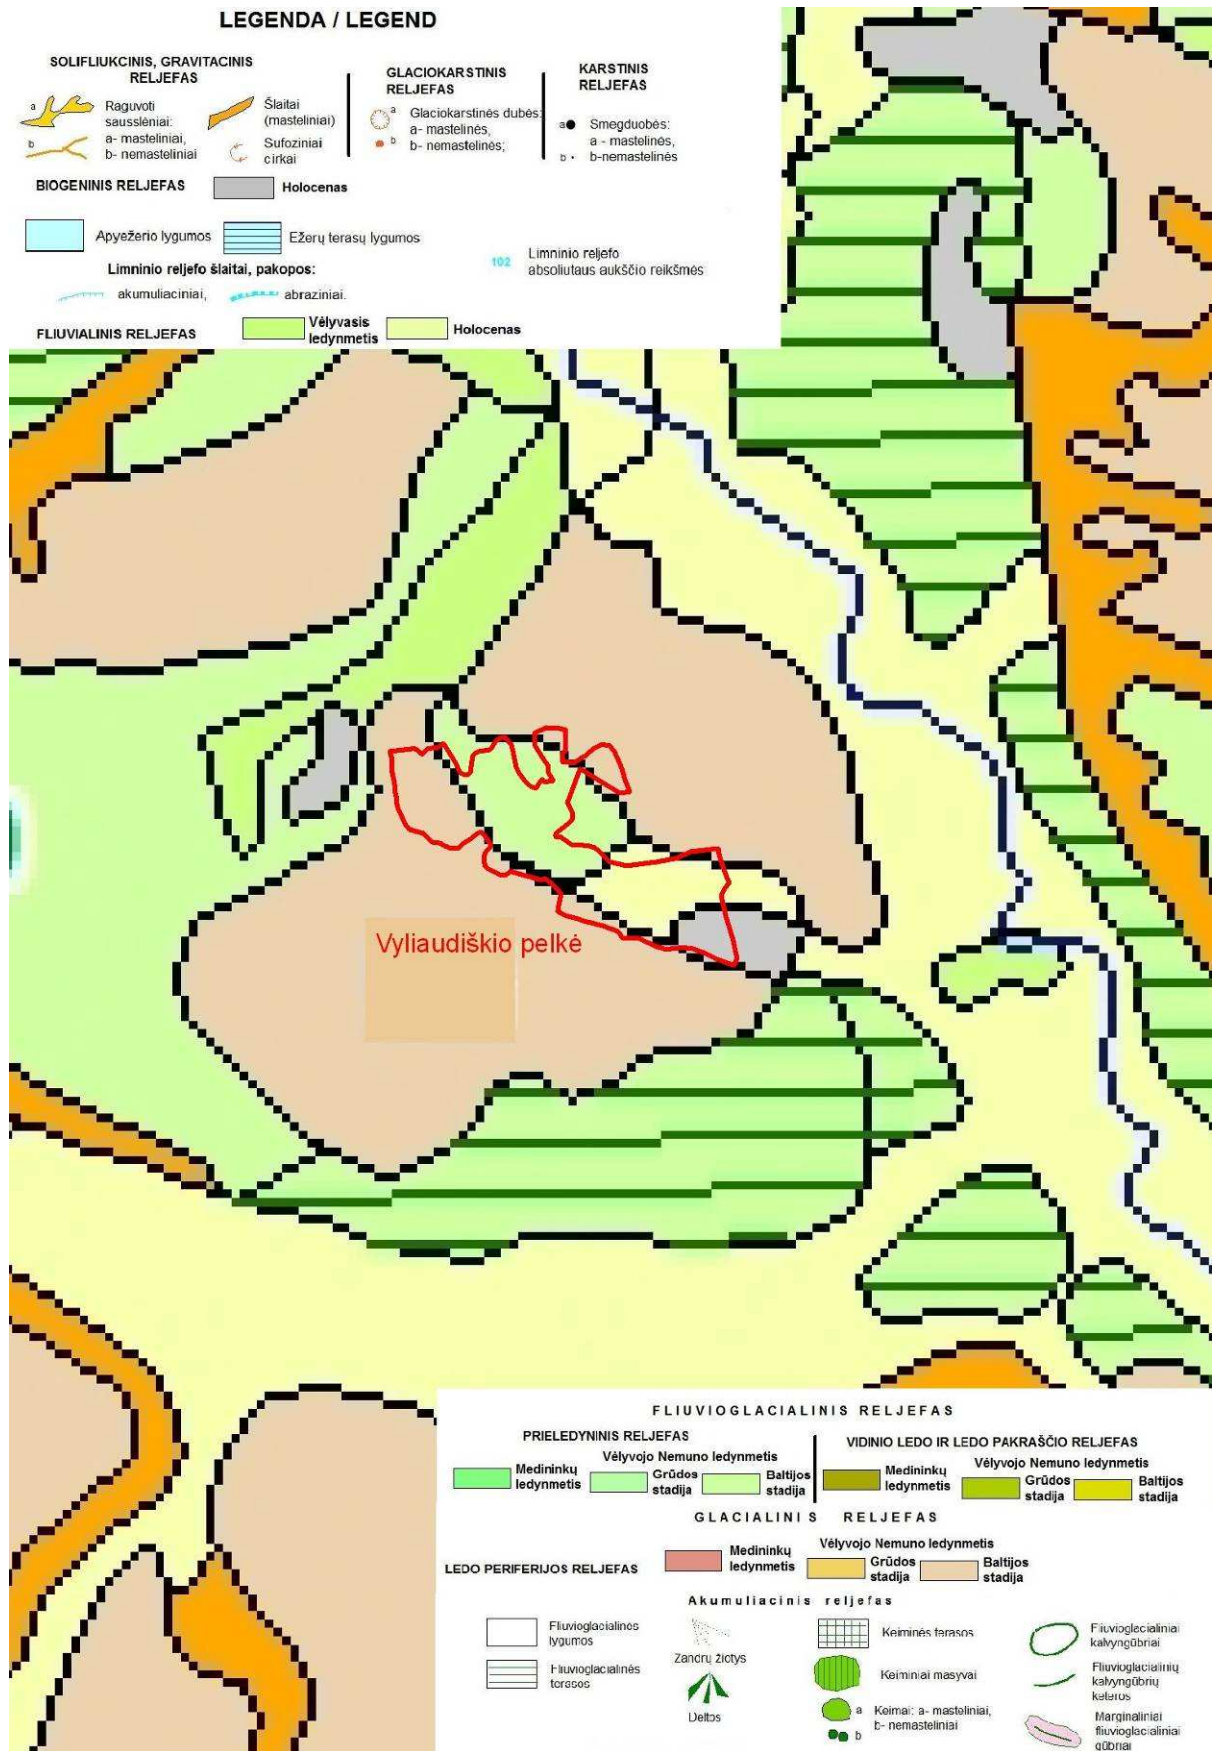 LEGENDA / LEGEND
SOLIFLIUKCINIS, GRAVITACINIS
RELJEFAS
a
Raguvoti
sausslėniai:
a- masteliniai,
b- nemasteliniai
b
Šlaitai
(masteliniai)
Sufoziniai
cirkai
GLACIOKARSTINIS
RELJEFAS
a
Glaciokarstinės dubės:
a- mastelinės,
b
b- nemastelinės;
KARSTINIS
RELJEFAS
a
Smegduobės:
a - mastelinės,
b
b-nemastelinės
BIOGENINIS RELJEFAS
Holocenas
Apyežerio lygumos
Ežerų terasų lygumos
Limninio reljefo šlaitai, pakopos:
akumuliaciniai,
abraziniai.
102
Limninio reljefo
absoliutaus aukščio reikšmės
FLIUVIALINIS RELJEFAS
Vėlyvasis
ledynmetis
Holocenas
Vyliaudiškio pelkė
FLIUVIOGLACIALINIS RELJEFAS
PRIELEDYNINIS RELJEFAS
Vėlyvojo Nemuno ledynmetis
Medininkų
ledynmetis
Grūdos
stadija
Baltijos
stadija
VIDINIO LEDO IR LEDO PAKRAŠČIO RELJEFAS
Vėlyvojo Nemuno ledynmetis
Medininkų
ledynmetis
Grūdos
stadija
Baltijos
stadija
GLACIALINIS RELJEFAS
LEDO PERIFERIJOS RELJEFAS
Medininkų
ledynmetis
Vėlyvojo Nemuno ledynmetis
Grūdos
stadija
Baltijos
stadija
Akumuliacinis reljefas
Fliuvioglacialinės
lygumos
Fliuvioglacialinės
terasos
Zandrų žiotys
Deltos
Keiminės terasos
Keiminiai masyvai
a
Keimai: a- masteliniai,
b- nemasteliniai
b
Fliuvioglacialiniai
kalvagūbriai
Fliuvioglacialinių
kalvagūbrių
keteros
Marginaliniai
fliuvioglacialiniai
gūbriai